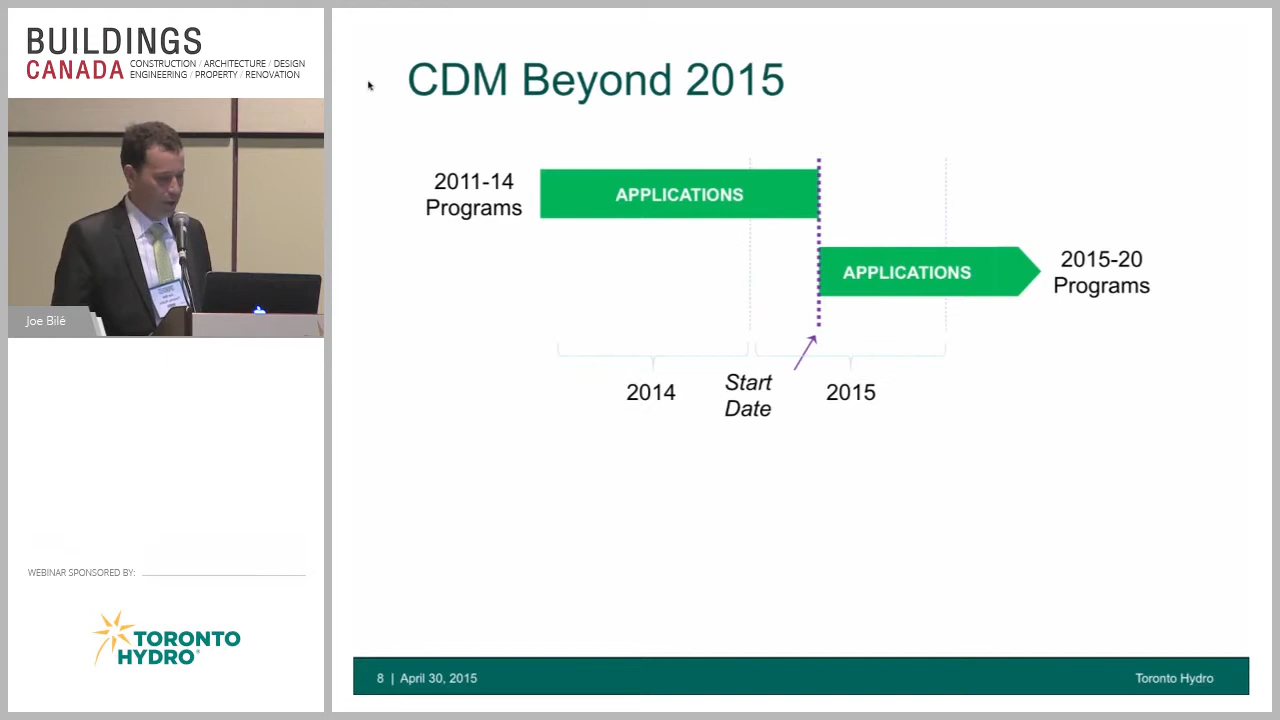 BUILDINGS
CANADA
CONSTRUCTION / ARCHITECTURE / DESIGN
ENGINEERING / PROPERTY / RENOVATION
Joe Bilé
WEBINAR SPONSORED BY:
TORONTO
HYDRO®
CDM Beyond 2015
2011-14
Programs
APPLICATIONS
APPLICATIONS
2015-20
Programs
2014
Start
Date
2015
8 | April 30, 2015
Toronto Hydro